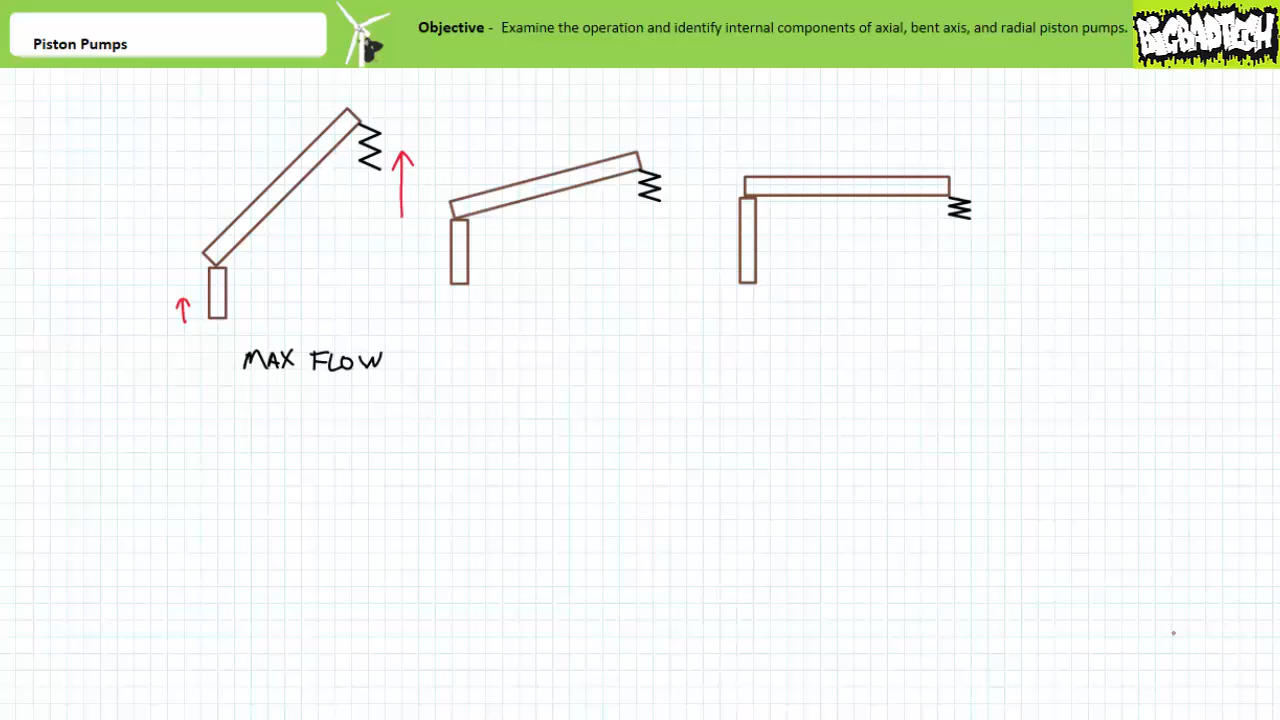 Piston Pumps
Objective - Examine the operation and identify internal components of axial, bent axis, and radial piston pumps.
BIGBADTECH
MAX FLOW